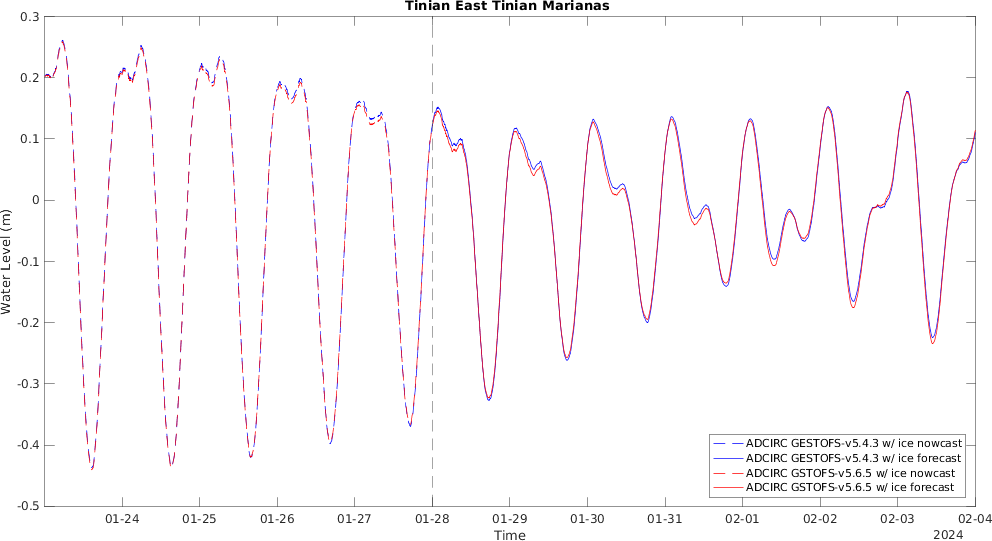 Tinian East Tinian Marianas
0.3
0.2
0.1
0
-0.1
-0.2
-0.3
-0.4
-0.5
Water Level (m)
ADCIRC GESTOFS-v5.4.3 w/ ice nowcast
ADCIRC GESTOFS-v5.4.3 w/ ice forecast
ADCIRC GSTOFS-v5.6.5 w/ ice nowcast
ADCIRC GSTOFS-v5.6.5 w/ ice forecast
01-24 01-25 01-26 01-27 01-28 01-29 01-30 01-31 02-01 02-02 02-03 02-04
Time
2024